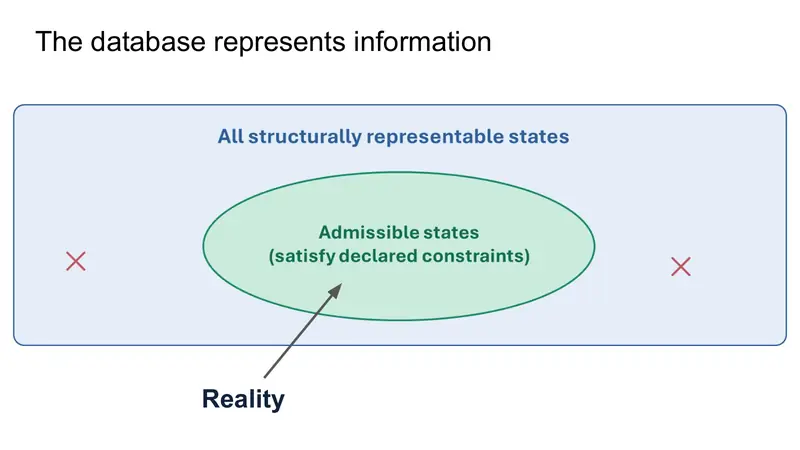 The database represents information
All structurally representable states
Admissible states
(satisfy declared constraints)
Reality